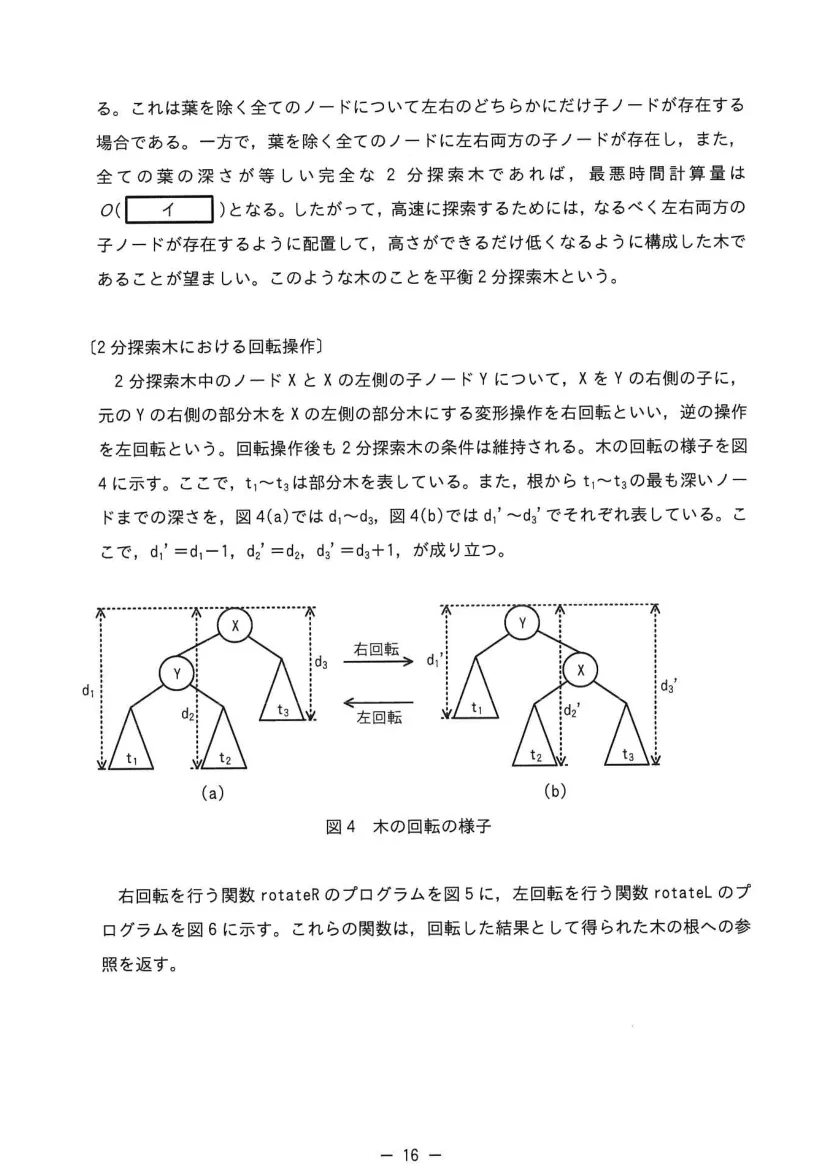 る。これは葉を除く全てのノードについて左右のどちらかにだけ子ノードが存在する
場合である。一方で，葉を除く全てのノードに左右両方の子ノードが存在し，また，
全ての葉の深さが等しい完全な 2 分探索木であれば，最悪時間計算量は
O( イ )となる。したがって，高速に探索するためには，なるべく左右両方の
子ノードが存在するように配置して，高さができるだけ低くなるように構成した木で
あることが望ましい。このような木のことを平衡 2 分探索木という。
〔2 分探索木における回転操作〕
2 分探索木中のノード X と X の左側の子ノード Y について，X を Y の右側の子に，
元の Y の右側の部分木を X の左側の部分木にする変形操作を右回転といい，逆の操作
を左回転という。回転操作後も 2 分探索木の条件は維持される。木の回転の様子を図
4 に示す。ここで，t₁～t₃は部分木を表している。また，根から t₁～t₃の最も深いノー
ドまでの深さを，図 4(a)では d₁～d₃，図 4(b)では d₁'～d₃'でそれぞれ表している。こ
こで，d₁'=d₁－1，d₂'=d₂，d₃'=d₃＋1，が成り立つ。
X
Y
d₁
d₂
d₃
t₁
t₂
t₃
(a)
右回転
左回転
Y
X
d₁'
d₂'
d₃'
t₁
t₂
t₃
(b)
図 4 木の回転の様子
右回転を行う関数 rotateR のプログラムを図 5 に，左回転を行う関数 rotateL のプ
ログラムを図 6 に示す。これらの関数は，回転した結果として得られた木の根への参
照を返す。
－ 16 －